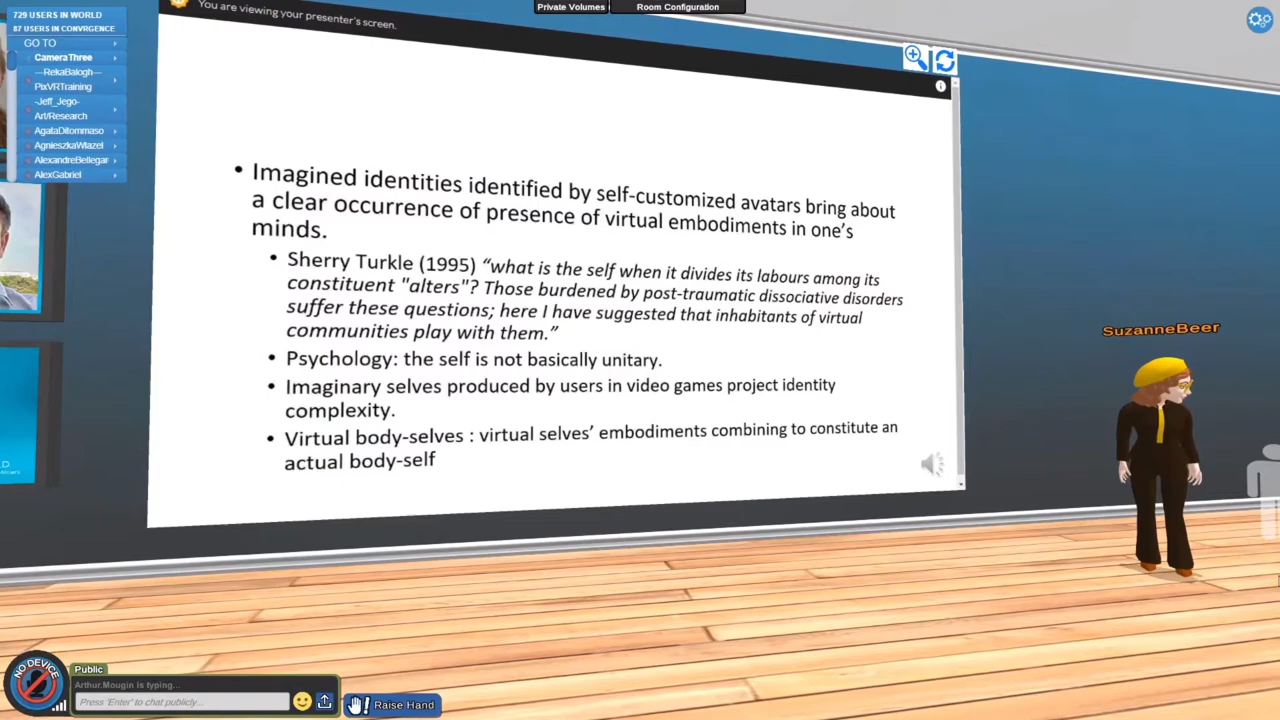 729 USERS IN WORLD
87 USERS IN CONVRGENCE
GO TO
CameraThree
---RekaBalogh---
PixVRTraining
-Jeff_Jego-
Art/Research
AgataDitommaso
AgnieszkaWlazel
AlexandreBellegar
AlexGabriel
Private Volumes
Room Configuration
You are viewing your presenter's screen.
• Imagined identities identified by self-customized avatars bring about
a clear occurrence of presence of virtual embodiments in one's
minds.
• Sherry Turkle (1995) “what is the self when it divides its labours among its
constituent "alters"? Those burdened by post-traumatic dissociative disorders
suffer these questions; here I have suggested that inhabitants of virtual
communities play with them.”
• Psychology: the self is not basically unitary.
• Imaginary selves produced by users in video games project identity
complexity.
• Virtual body-selves : virtual selves’ embodiments combining to constitute an
actual body-self
SuzanneBeer
NO DEVICE
Public
Arthur.Mougin is typing...
Press 'Enter' to chat publicly...
Raise Hand